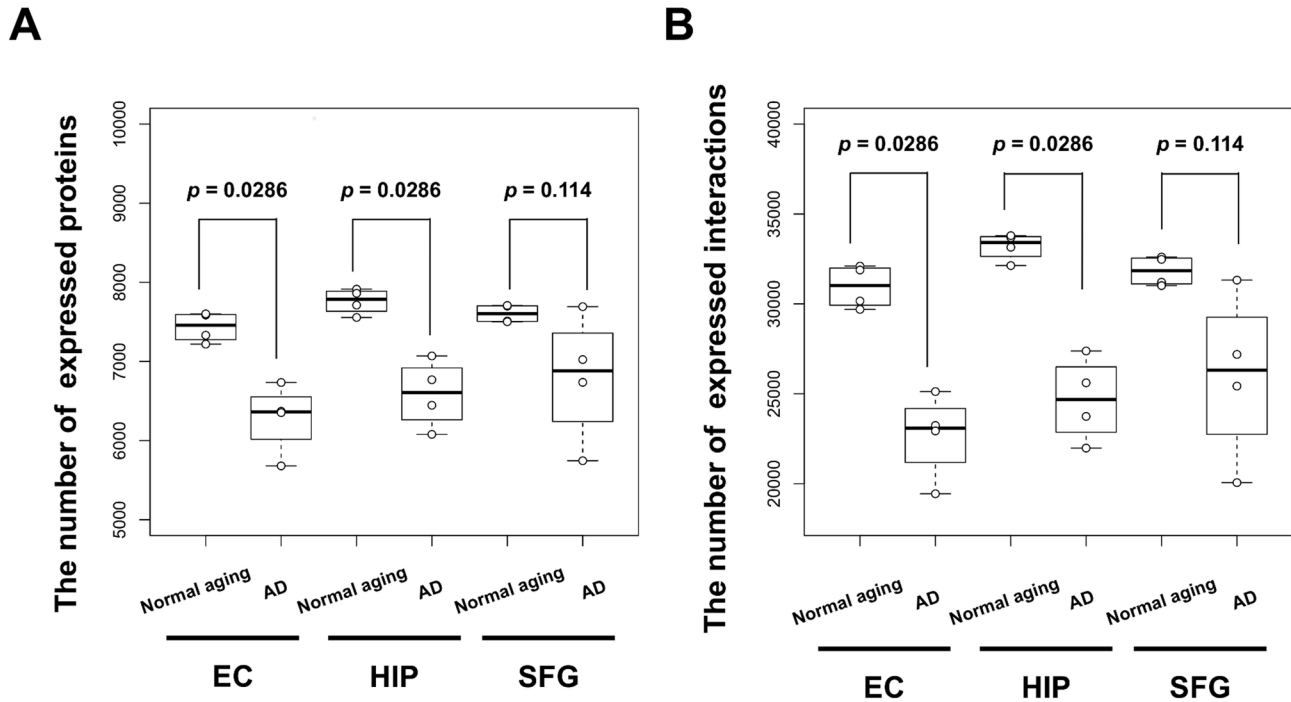 A
The number of expressed proteins
10000
9000
8000
7000
6000
5000
p = 0.0286
p = 0.0286
p = 0.114
Normal aging
AD
Normal aging
AD
Normal aging
AD
EC
HIP
SFG
B
The number of expressed interactions
40000
35000
30000
25000
20000
p = 0.0286
p = 0.0286
p = 0.114
Normal aging
AD
Normal aging
AD
Normal aging
AD
EC
HIP
SFG